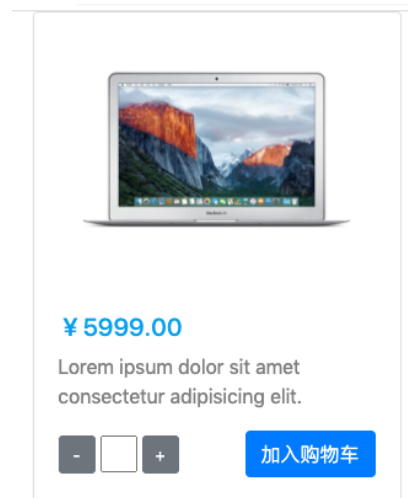 ¥5999.00
Lorem ipsum dolor sit amet
consectetur adipisicing elit.
- + 加入购物车